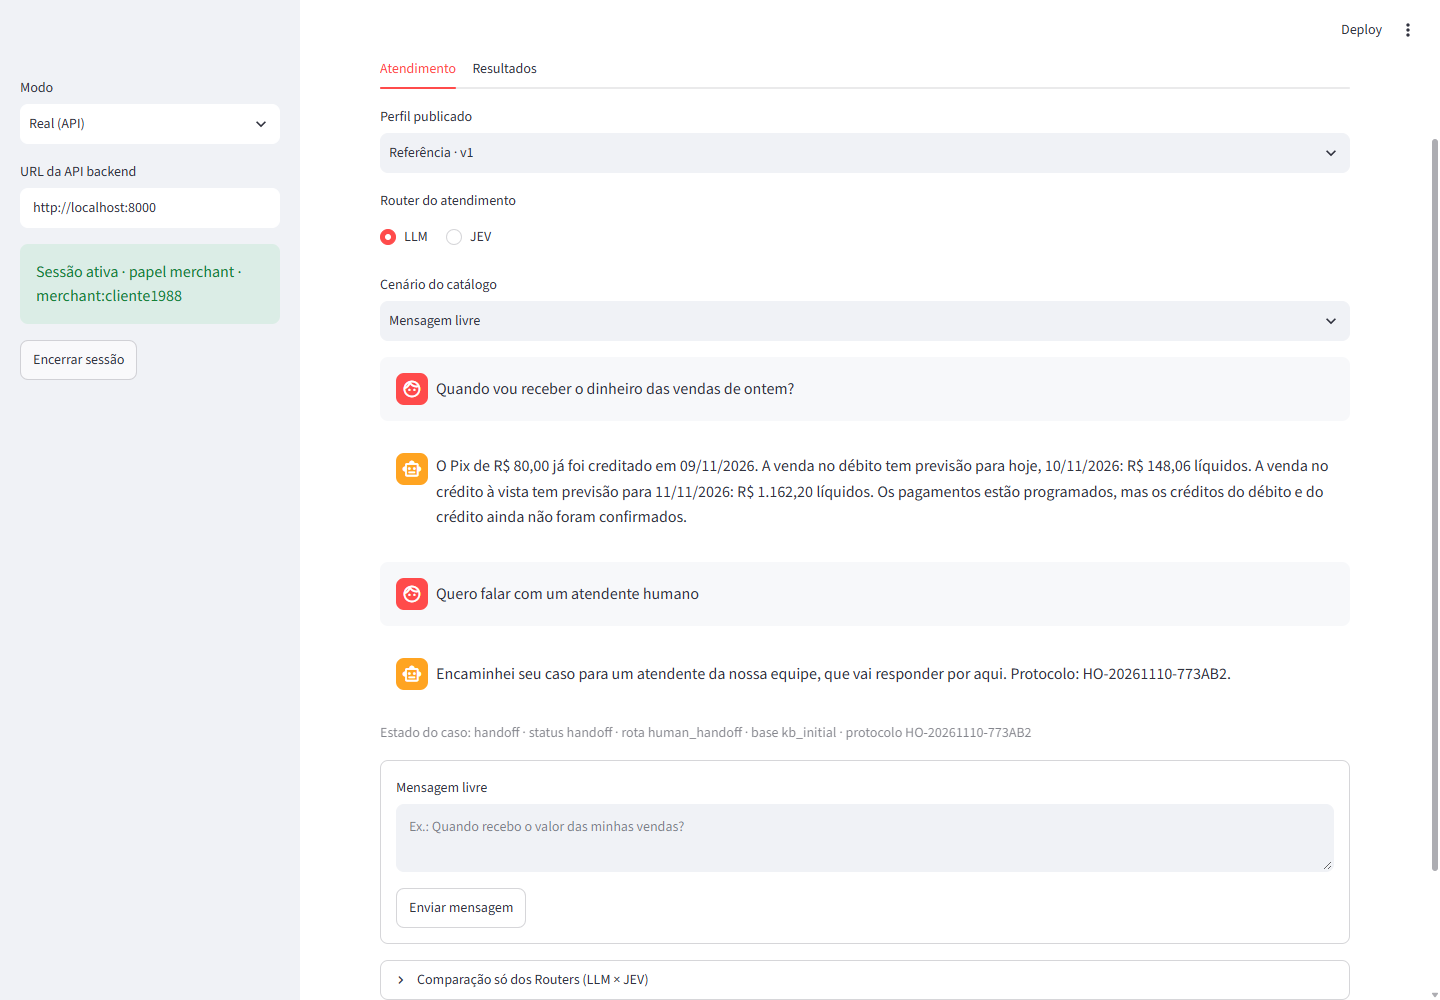 Deploy
Modo
Real (API)
URL da API backend
http://localhost:8000
Sessão ativa · papel merchant ·
merchant:cliente1988
Encerrar sessão
Atendimento
Resultados
Perfil publicado
Referência · v1
Router do atendimento
LLM
JEV
Cenário do catálogo
Mensagem livre
Quando vou receber o dinheiro das vendas de ontem?
O Pix de R$ 80,00 já foi creditado em 09/11/2026. A venda no débito tem previsão para hoje, 10/11/2026: R$ 148,06 líquidos. A venda no
crédito à vista tem previsão para 11/11/2026: R$ 1.162,20 líquidos. Os pagamentos estão programados, mas os créditos do débito e do
crédito ainda não foram confirmados.
Quero falar com um atendente humano
Encaminhei seu caso para um atendente da nossa equipe, que vai responder por aqui. Protocolo: HO-20261110-773AB2.
Estado do caso: handoff · status handoff · rota human_handoff · base kb_initial · protocolo HO-20261110-773AB2
Mensagem livre
Ex.: Quando recebo o valor das minhas vendas?
Enviar mensagem
Comparação só dos Routers (LLM × JEV)